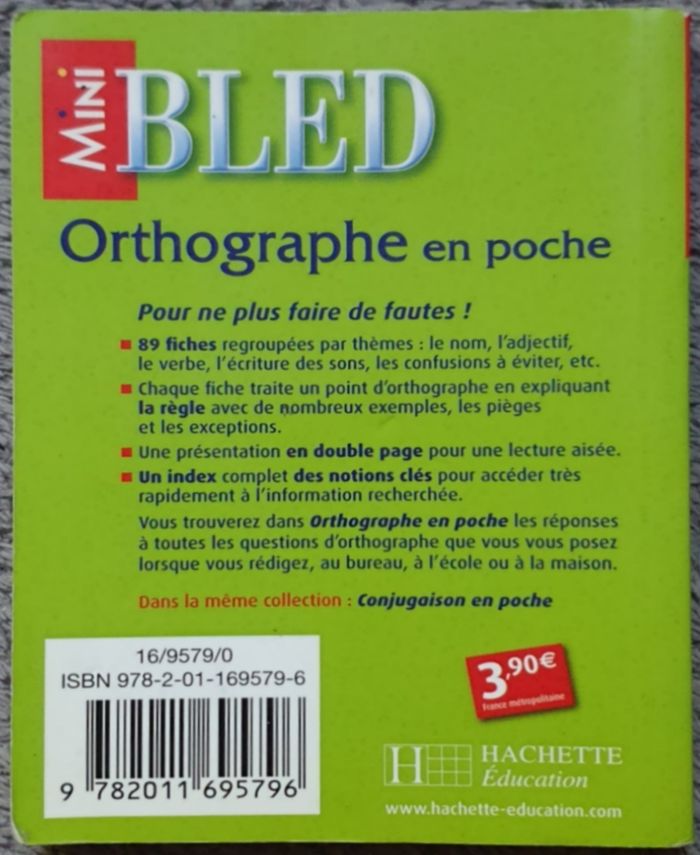 Mini BLED
Orthographe en poche
Pour ne plus faire de fautes !
■ 89 fiches regroupées par thèmes : le nom, l'adjectif,
le verbe, l'écriture des sons, les confusions à éviter, etc.
■ Chaque fiche traite un point d'orthographe en expliquant
la règle avec de nombreux exemples, les pièges
et les exceptions.
■ Une présentation en double page pour une lecture aisée.
■ Un index complet des notions clés pour accéder très
rapidement à l'information recherchée.
Vous trouverez dans Orthographe en poche les réponses
à toutes les questions d'orthographe que vous vous posez
lorsque vous rédigez, au bureau, à l'école ou à la maison.
Dans la même collection : Conjugaison en poche
16/9579/0
ISBN 978-2-01-169579-6
9 782011 695796
3,90€
France métropolitaine
H HACHETTE
Éducation
www.hachette-education.com